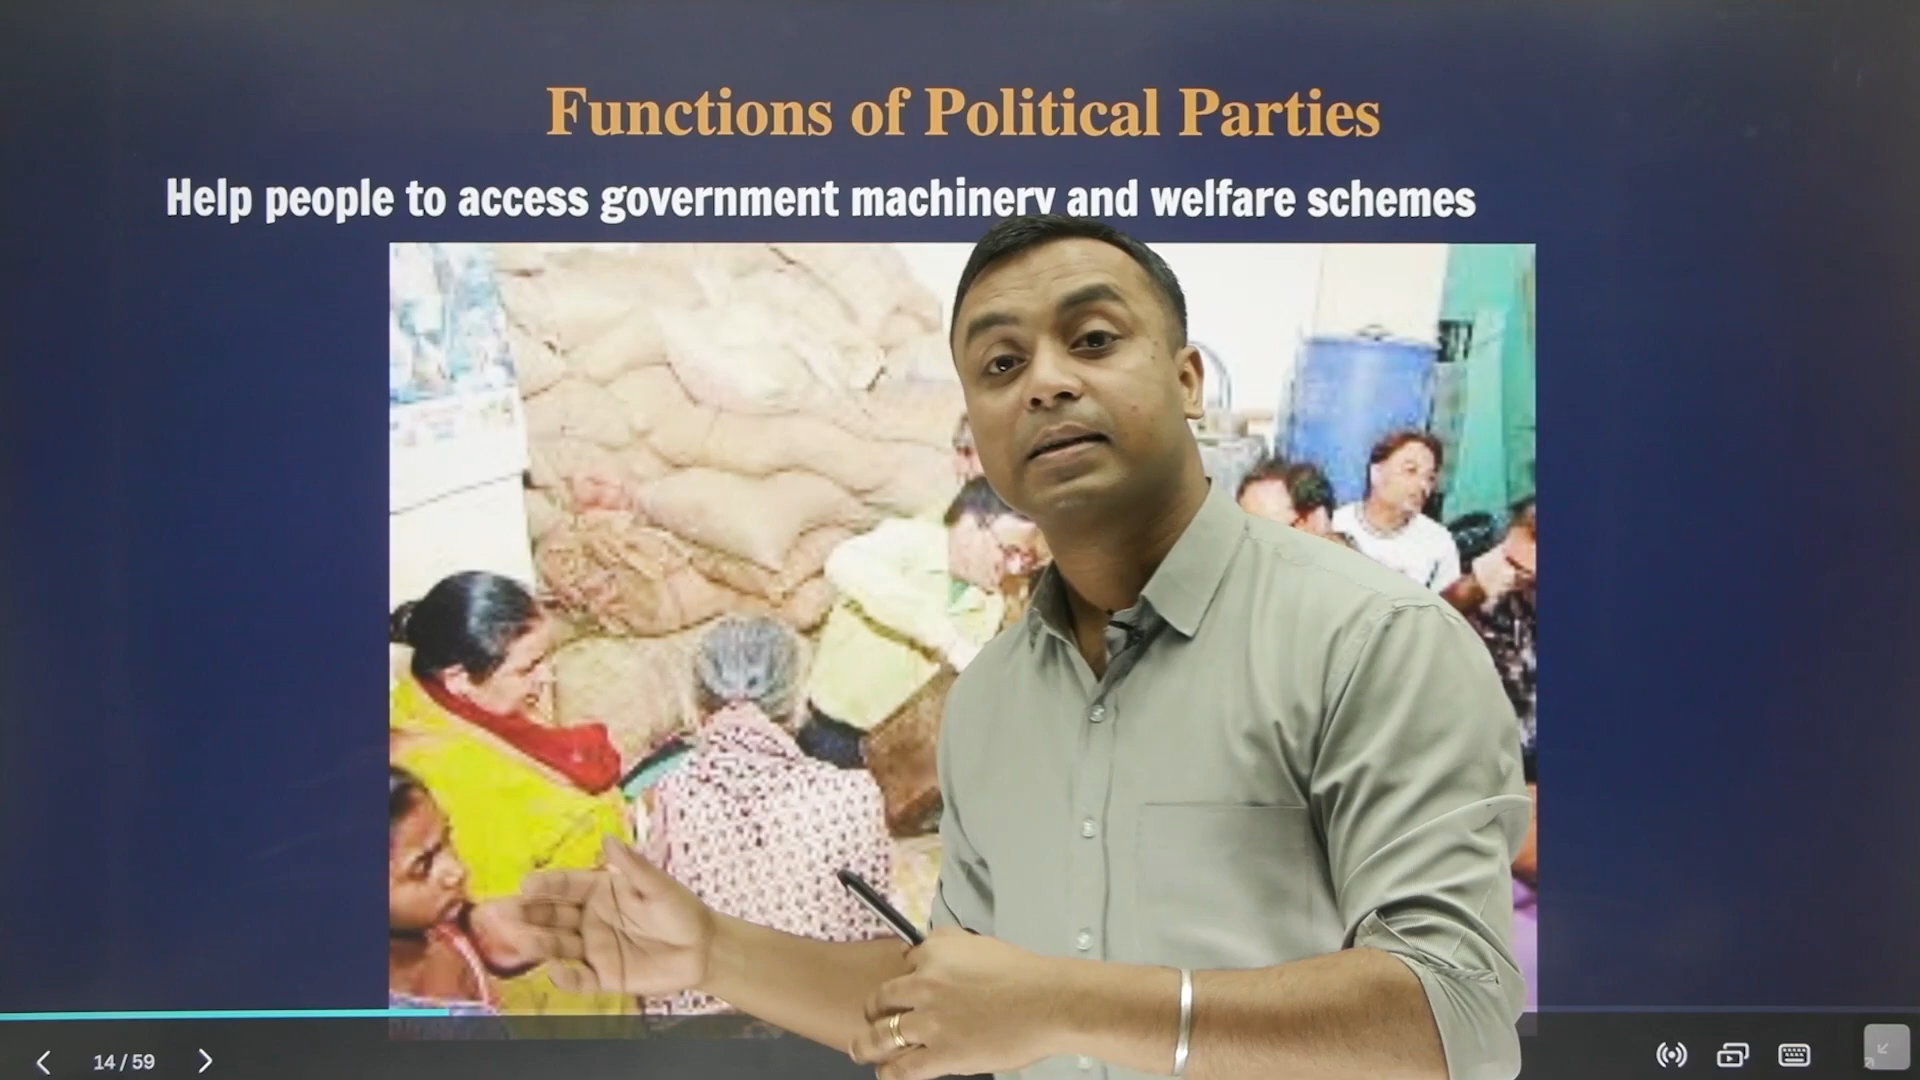 Functions of Political Parties
Help people to access government machinery and welfare schemes
14 / 59